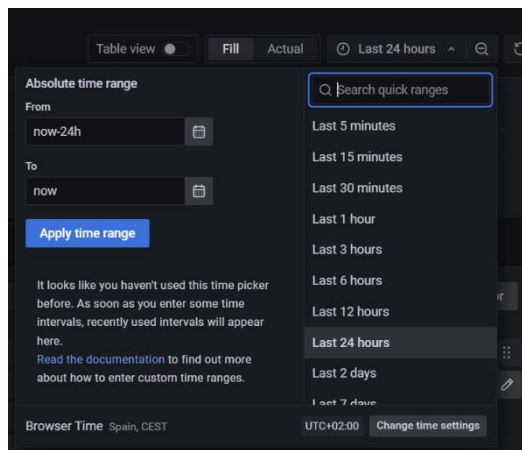 Table view
Fill
Actual
Last 24 hours
Absolute time range
From
now-24h
To
now
Apply time range
It looks like you haven't used this time picker
before. As soon as you enter some time
intervals, recently used intervals will appear
here.
Read the documentation to find out more
about how to enter custom time ranges.
Search quick ranges
Last 5 minutes
Last 15 minutes
Last 30 minutes
Last 1 hour
Last 3 hours
Last 6 hours
Last 12 hours
Last 24 hours
Last 2 days
Last 7 days
Browser Time Spain, CEST
UTC+02:00
Change time settings